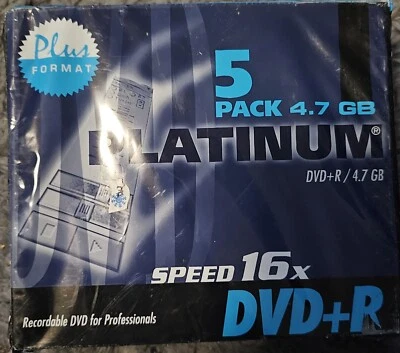 Plus
FORMAT
5
PACK 4.7 GB
PLATINUM®
DVD+R / 4.7 GB
SPEED 16x
Recordable DVD for Professionals
DVD+R